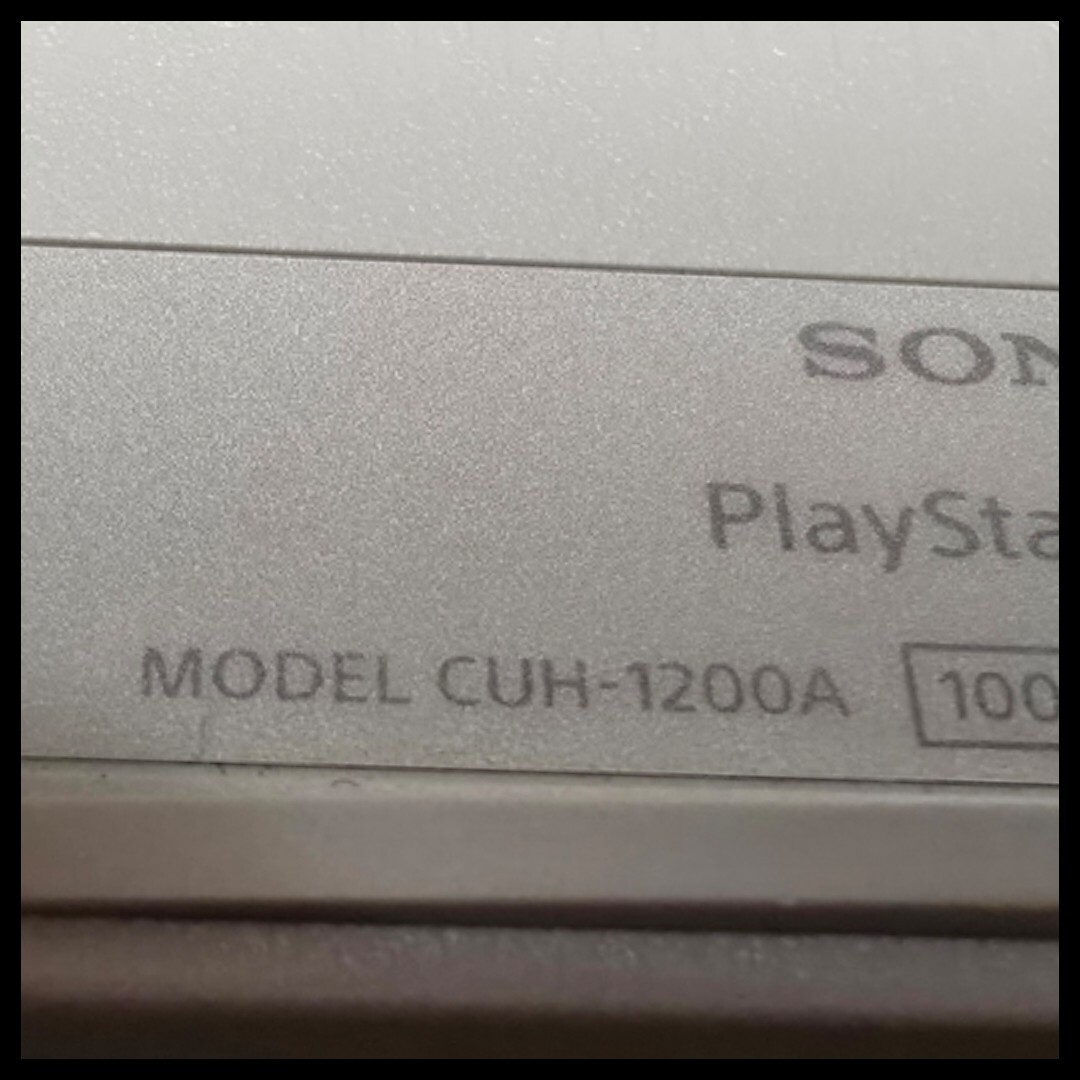 SON
PlaySta
MODEL CUH-1200A 100